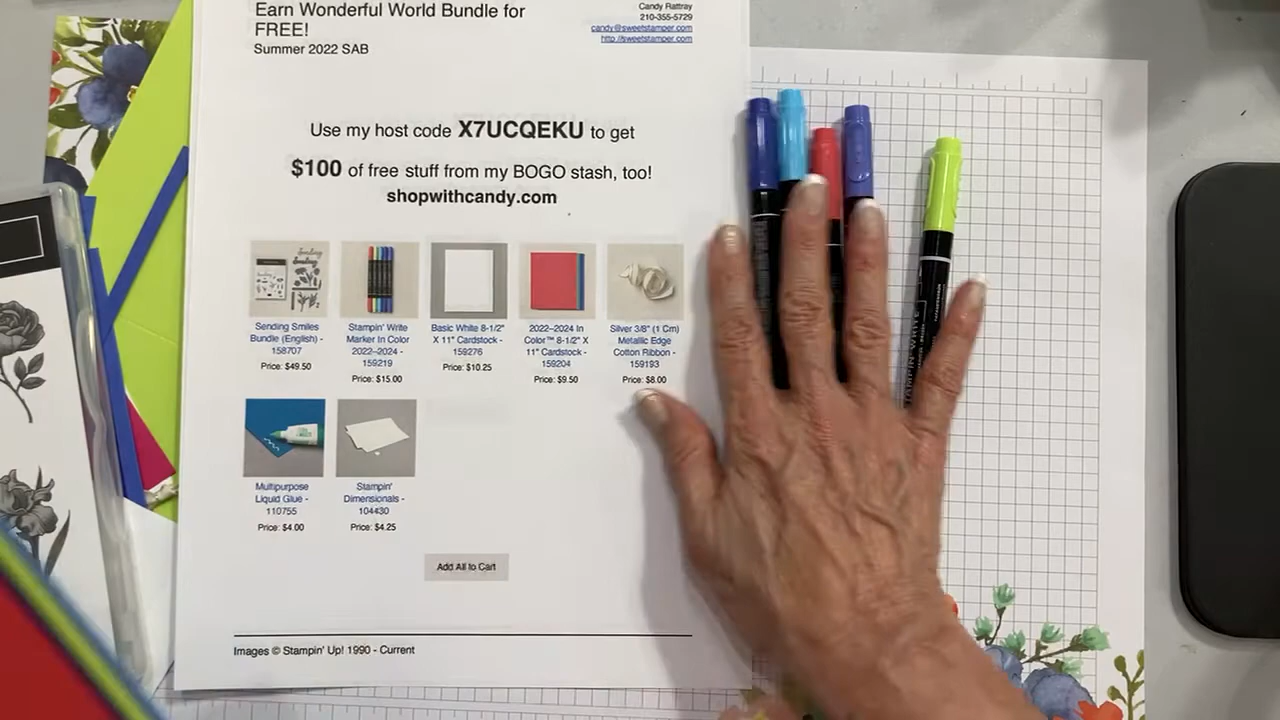 Earn Wonderful World Bundle for
FREE!
Summer 2022 SAB
Candy Rattray
210-355-5729
candy@sweetstamper.com
http://sweetstamper.com
Use my host code X7UCQEKU to get
$100 of free stuff from my BOGO stash, too!
shopwithcandy.com
Sending Smiles
Bundle (English) -
158707
Price: $49.50
Stampin' Write
Marker In Color
2022–2024 -
159219
Price: $15.00
Basic White 8-1/2"
X 11" Cardstock -
159276
Price: $10.25
2022–2024 In
Color™ 8-1/2" X
11" Cardstock -
159204
Price: $9.50
Silver 3/8" (1 Cm)
Metallic Edge
Cotton Ribbon -
159193
Price: $8.00
Multipurpose
Liquid Glue -
110755
Price: $4.00
Stampin'
Dimensionals -
104430
Price: $4.25
Add All to Cart
Images © Stampin' Up! 1990 - Current